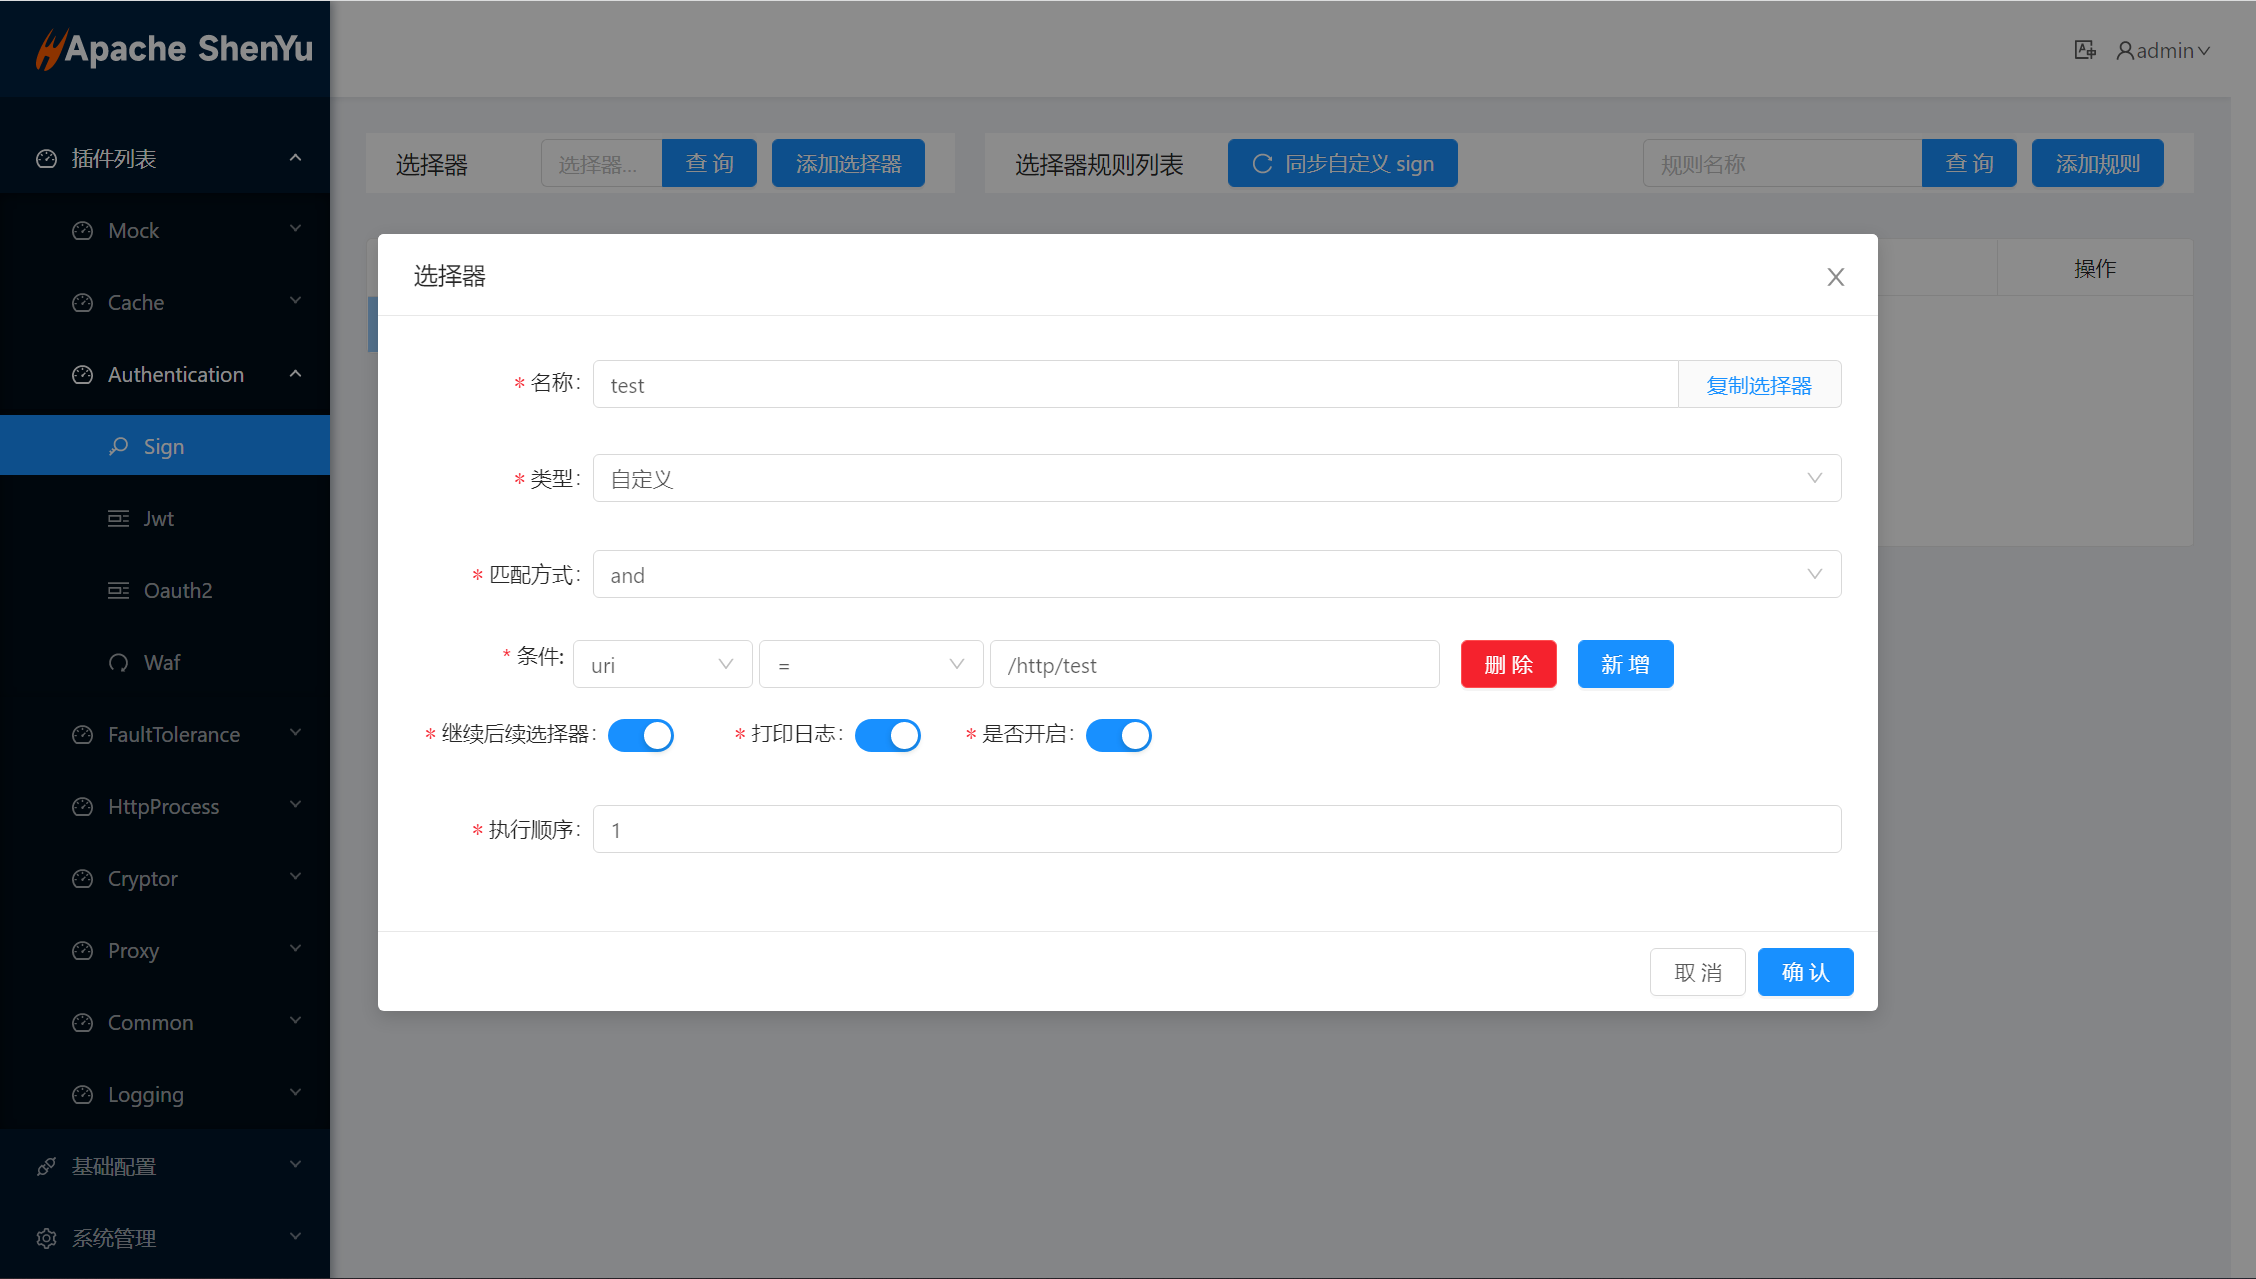 Apache ShenYu
admin
插件列表
Mock
Cache
Authentication
Sign
Jwt
Oauth2
Waf
FaultTolerance
HttpProcess
Cryptor
Proxy
Common
Logging
基础配置
系统管理
选择器 选择器... 查 询 添加选择器
选择器规则列表 同步自定义 sign 规则名称 查 询 添加规则
操作
选择器
* 名称: test 复制选择器
* 类型: 自定义
* 匹配方式: and
* 条件: uri = /http/test 删 除 新 增
* 继续后续选择器: * 打印日志: * 是否开启:
* 执行顺序: 1
取 消 确 认